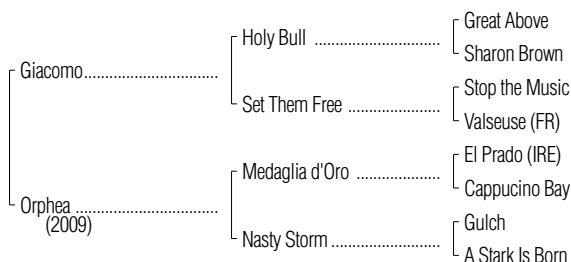 Great Above
Holy Bull
Sharon Brown
Giacomo
Stop the Music
Set Them Free
Valseuse (FR)
El Prado (IRE)
Medaglia d'Oro
Cappucino Bay
Orphea
(2009)
Gulch
Nasty Storm
A Stark Is Born